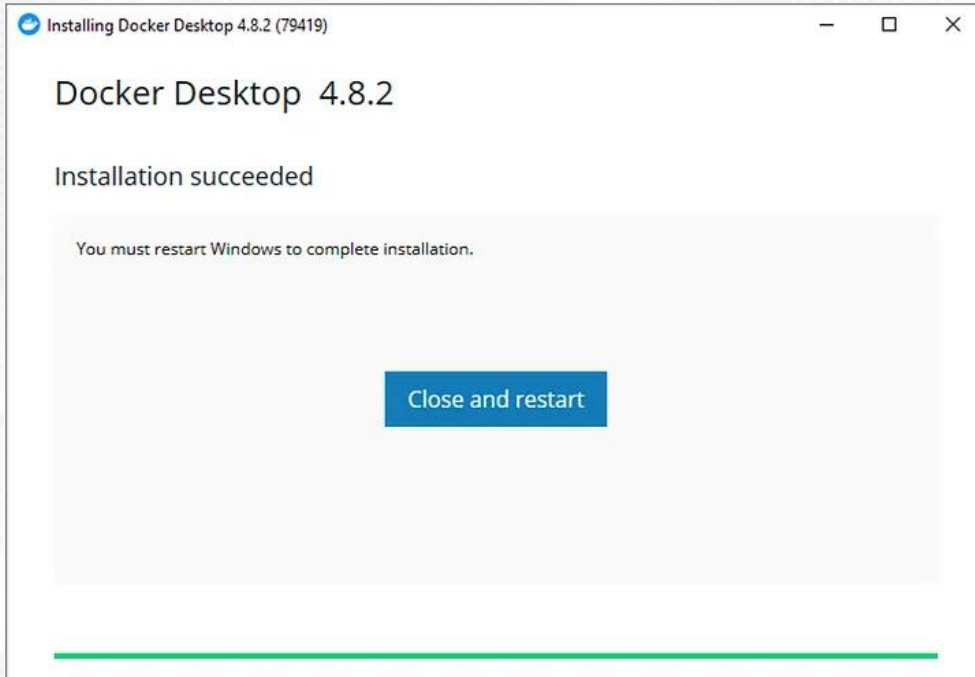 Installing Docker Desktop 4.8.2 (79419)
Docker Desktop 4.8.2
Installation succeeded
You must restart Windows to complete installation.
Close and restart